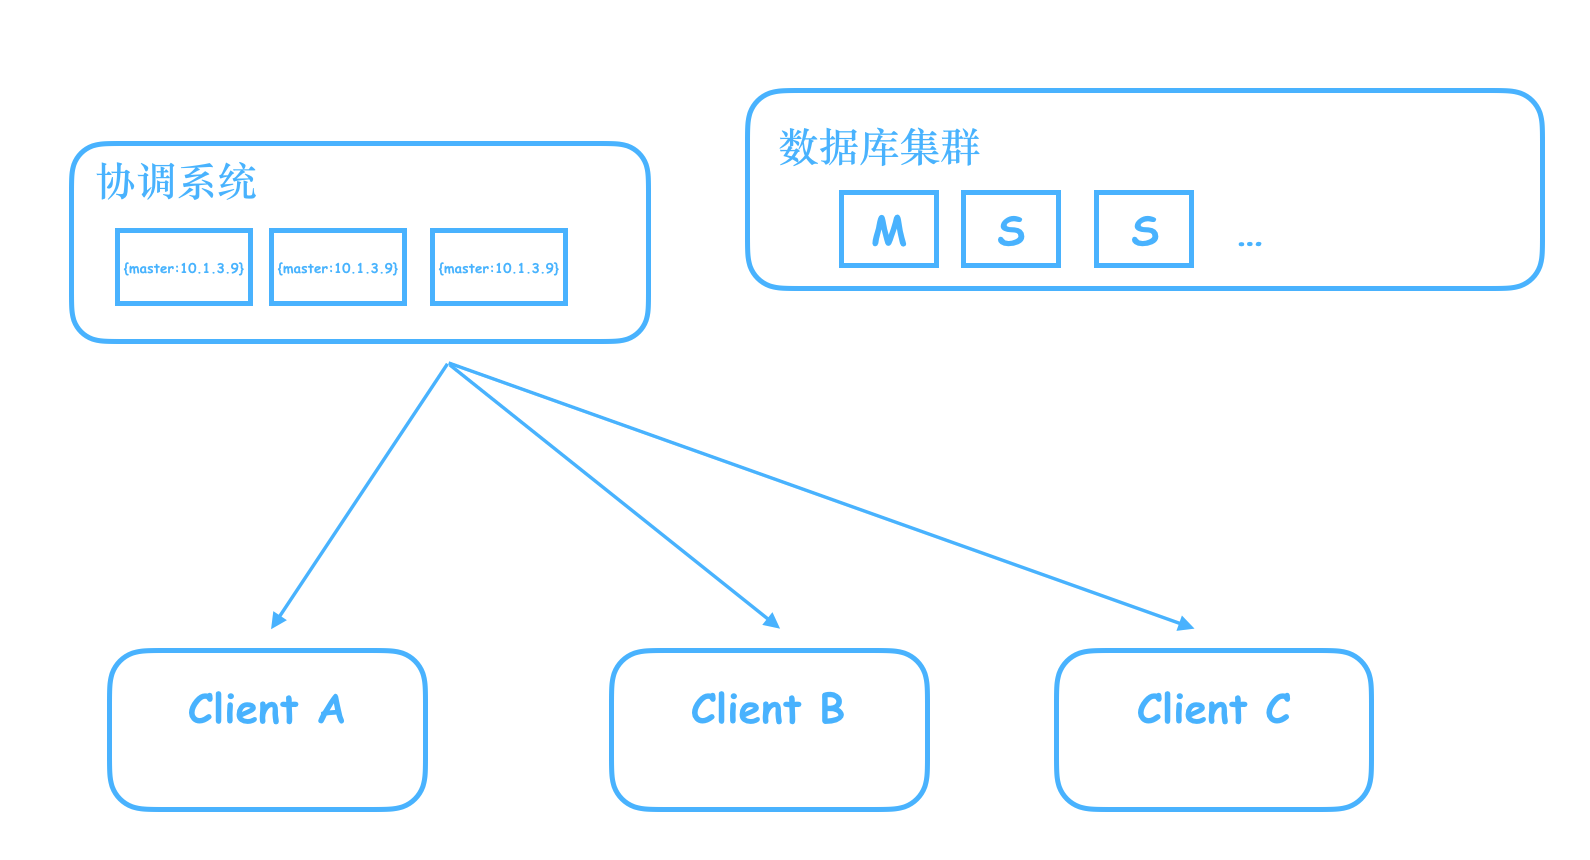 协调系统
{master:10.1.3.9}
{master:10.1.3.9}
{master:10.1.3.9}
数据库集群
M
S
S
...
Client A
Client B
Client C